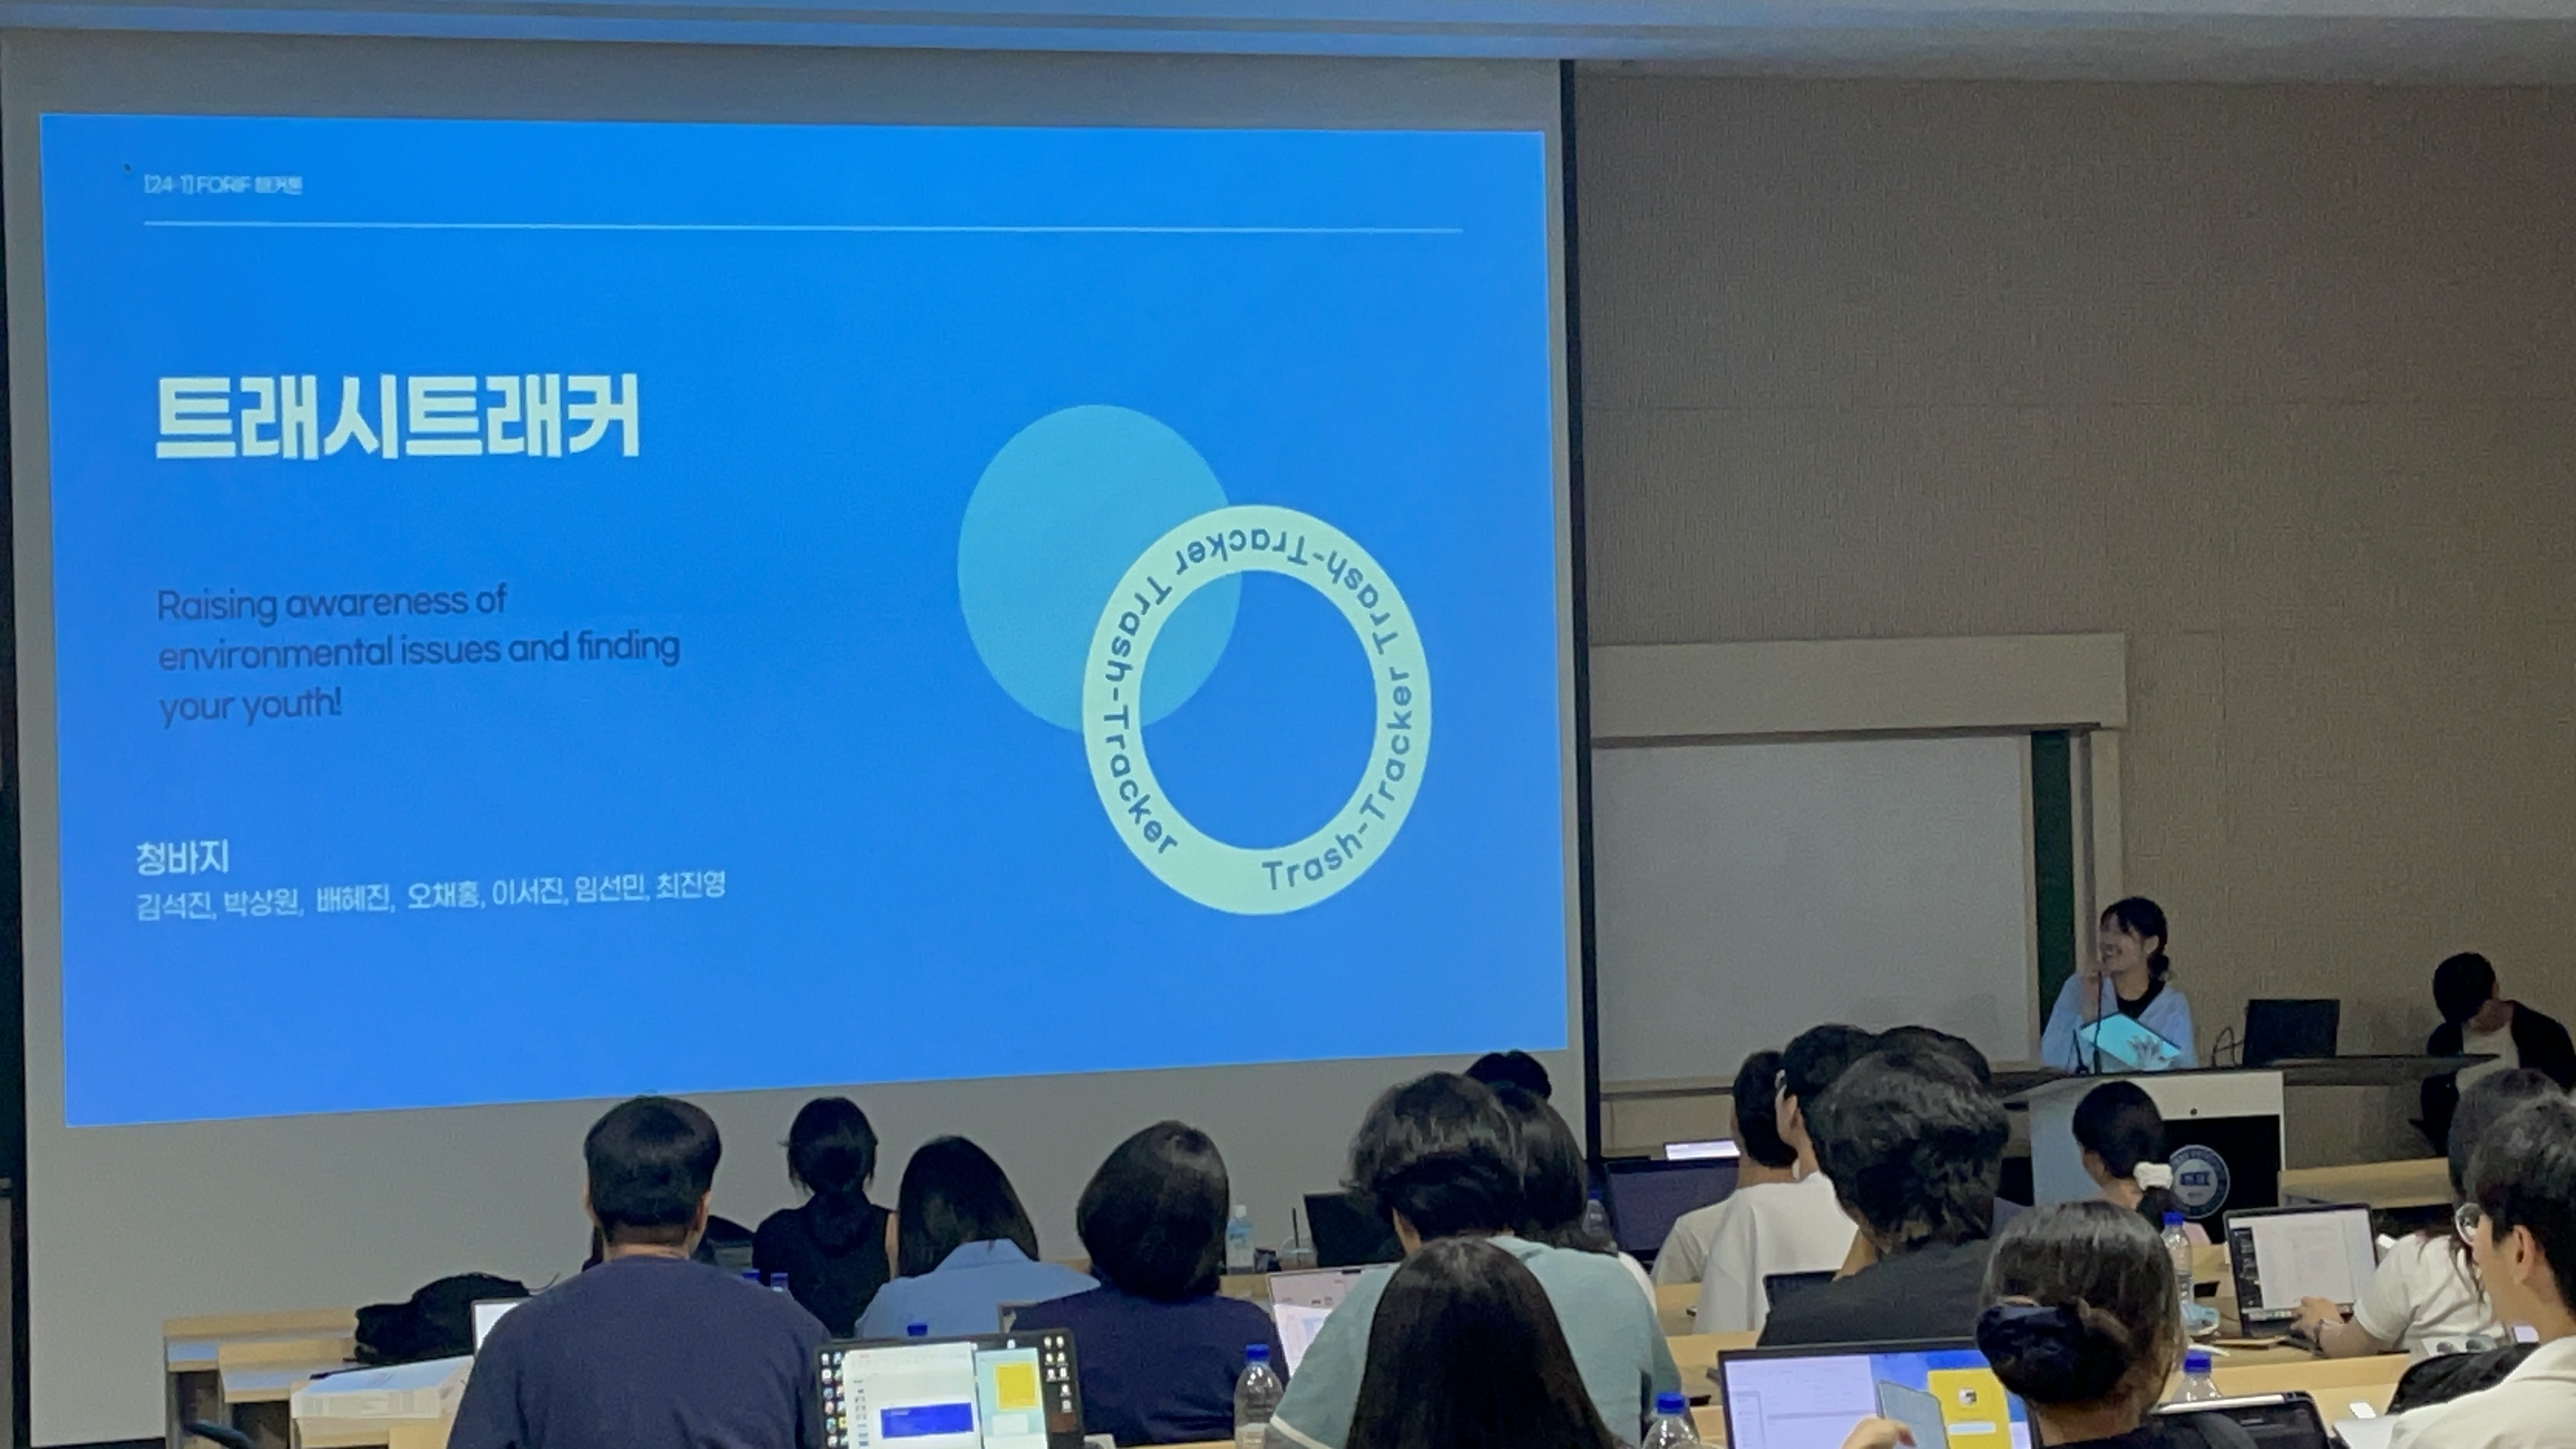 [24-1] FORIF 해커톤
트래시트래커
Raising awareness of
environmental issues and finding
your youth!
Trash-Tracker Trash-Tracker Trash-Tracker
청바지
김석진, 박상원, 배혜진, 오채홍, 이서진, 임선민, 최진영